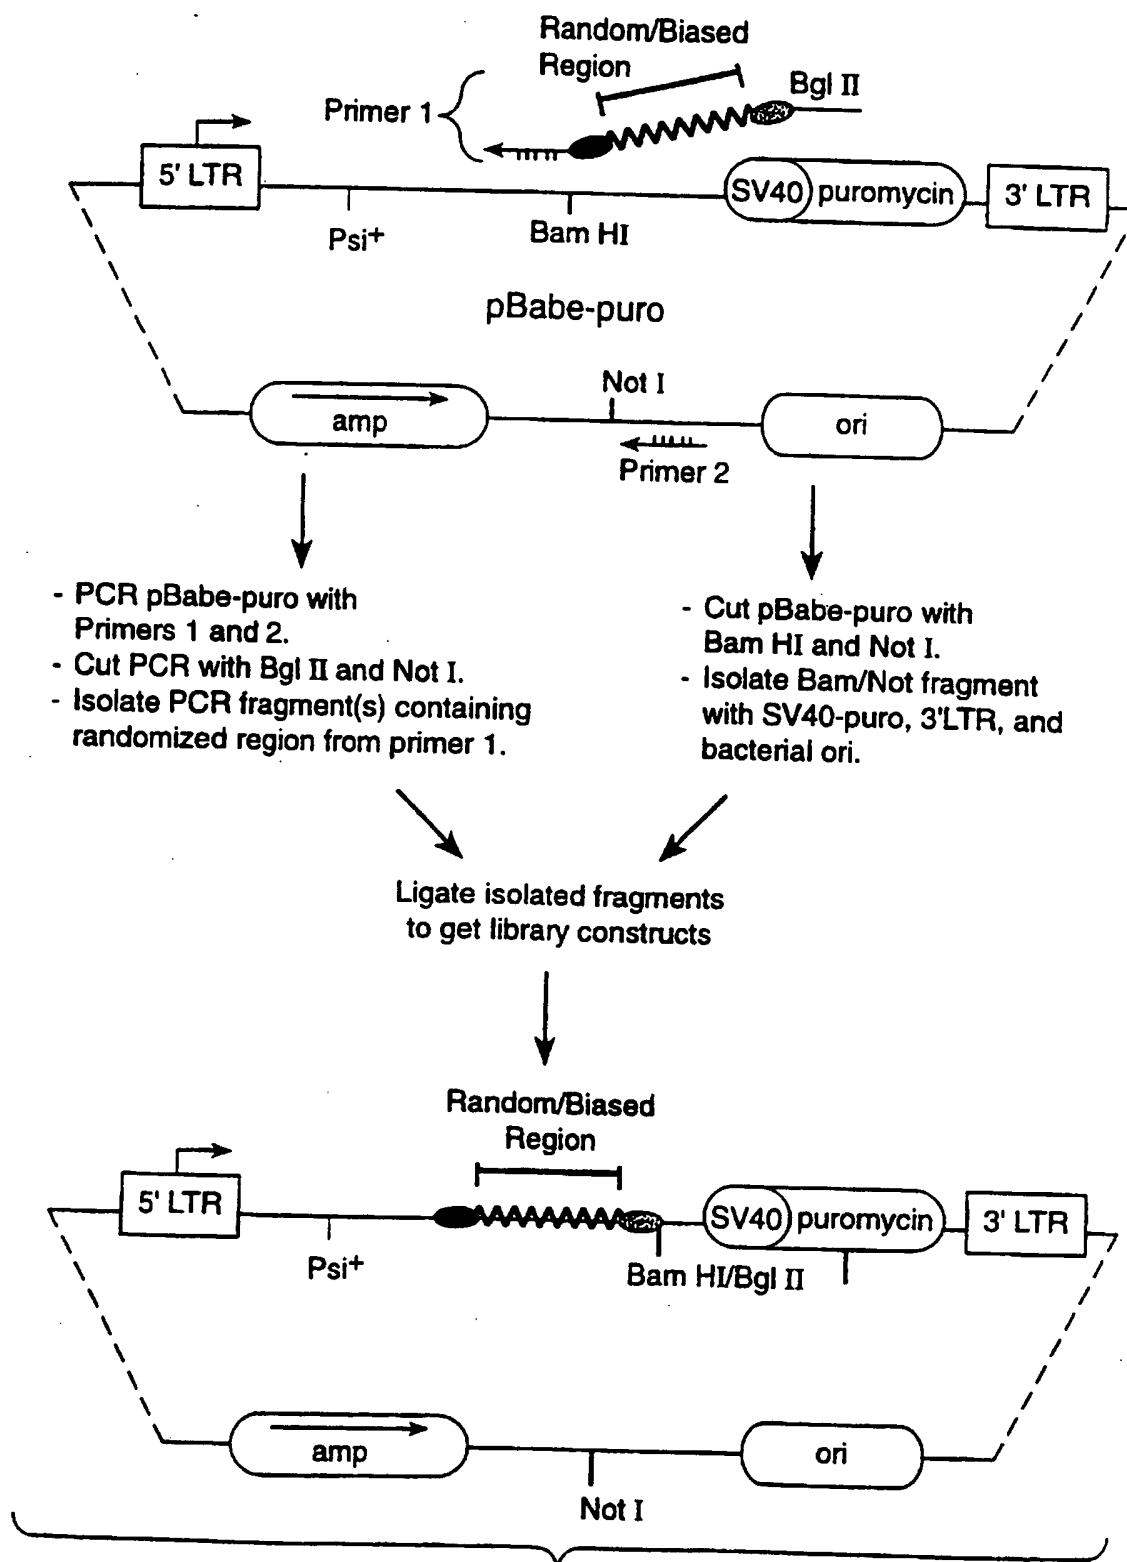 Random/Biased
Region
Bgl II
Primer 1
5' LTR
SV40
puromycin
3' LTR
Psi+
Bam HI
pBabe-puro
Not I
amp
ori
Primer 2
- PCR pBabe-puro with
Primers 1 and 2.
- Cut PCR with Bgl II and Not I.
- Isolate PCR fragment(s) containing
randomized region from primer 1.
- Cut pBabe-puro with
Bam HI and Not I.
- Isolate Bam/Not fragment
with SV40-puro, 3'LTR, and
bacterial ori.
Ligate isolated fragments
to get library constructs
Random/Biased
Region
5' LTR
SV40
puromycin
3' LTR
Psi+
Bam HI/Bgl II
amp
ori
Not I